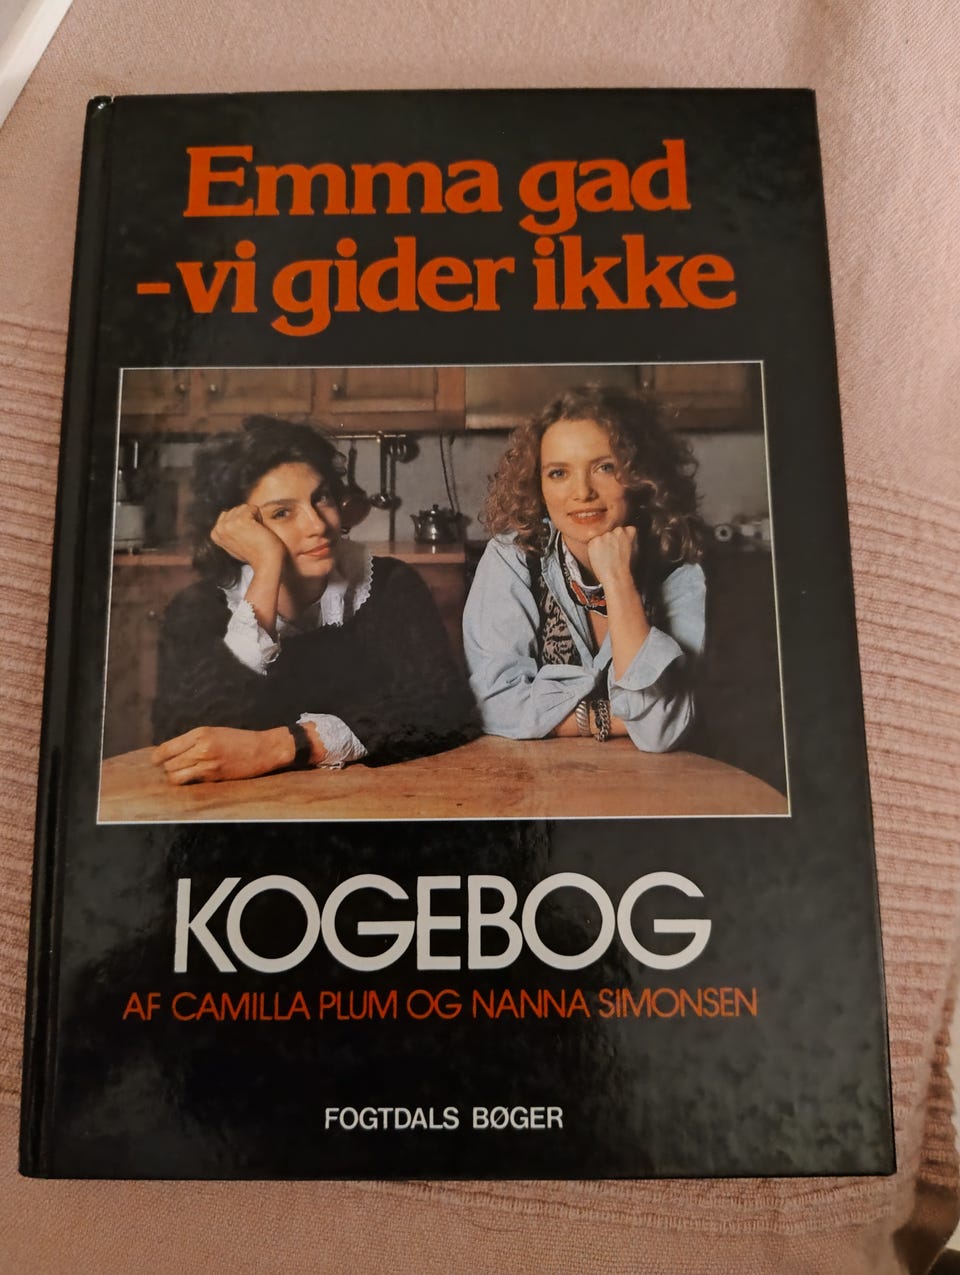 Emma gad
- vi gider ikke
KOGEBOG
AF CAMILLA PLUM OG NANNA SIMONSEN
FOGTDALS BØGER